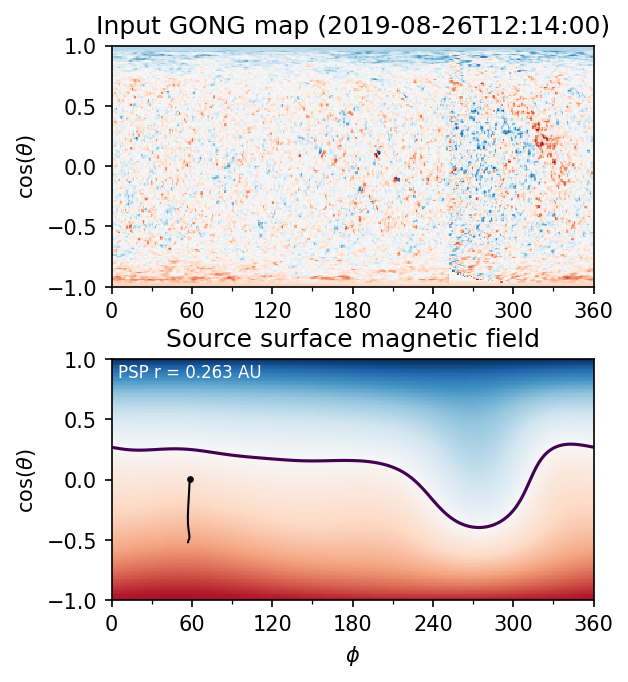 Input GONG map (2019-08-26T12:14:00)
1.0
0.5
0.0
−0.5
−1.0
cos(θ)
0 60 120 180 240 300 360
Source surface magnetic field
PSP r = 0.263 AU
1.0
0.5
0.0
−0.5
−1.0
cos(θ)
0 60 120 180 240 300 360
ϕ